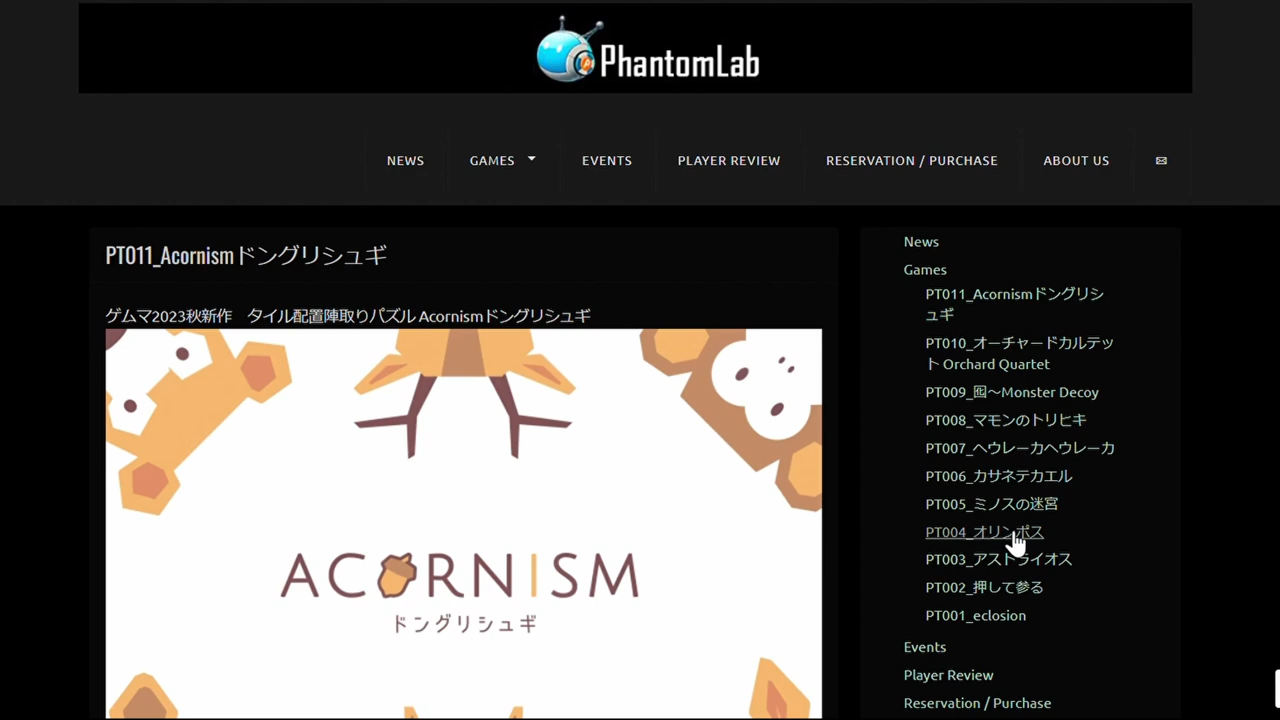 PhantomLab
NEWS
GAMES
EVENTS
PLAYER REVIEW
RESERVATION / PURCHASE
ABOUT US
PT011_Acornismドングリシュギ
ゲムマ2023秋新作　タイル配置陣取りパズル Acornismドングリシュギ
ACORNISM
ドングリシュギ
News
Games
PT011_Acornismドングリシ
ュギ
PT010_オーチャードカルテッ
ト Orchard Quartet
PT009_囮～Monster Decoy
PT008_マモンのトリヒキ
PT007_ヘウレーカヘウレーカ
PT006_カサネテカエル
PT005_ミノスの迷宮
PT004_オリンポス
PT003_アストライオス
PT002_押して参る
PT001_eclosion
Events
Player Review
Reservation / Purchase